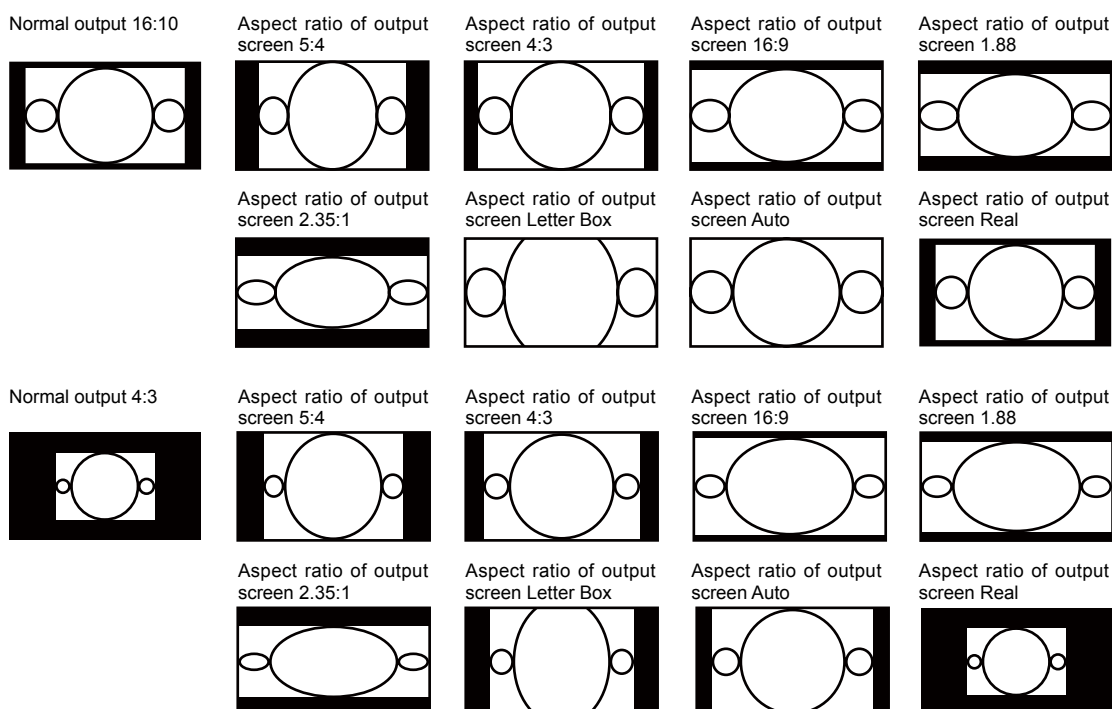 Normal output 16:10
Aspect ratio of output
screen 5:4
Aspect ratio of output
screen 4:3
Aspect ratio of output
screen 16:9
Aspect ratio of output
screen 1.88
Aspect ratio of output
screen 2.35:1
Aspect ratio of output
screen Letter Box
Aspect ratio of output
screen Auto
Aspect ratio of output
screen Real
Normal output 4:3
Aspect ratio of output
screen 5:4
Aspect ratio of output
screen 4:3
Aspect ratio of output
screen 16:9
Aspect ratio of output
screen 1.88
Aspect ratio of output
screen 2.35:1
Aspect ratio of output
screen Letter Box
Aspect ratio of output
screen Auto
Aspect ratio of output
screen Real